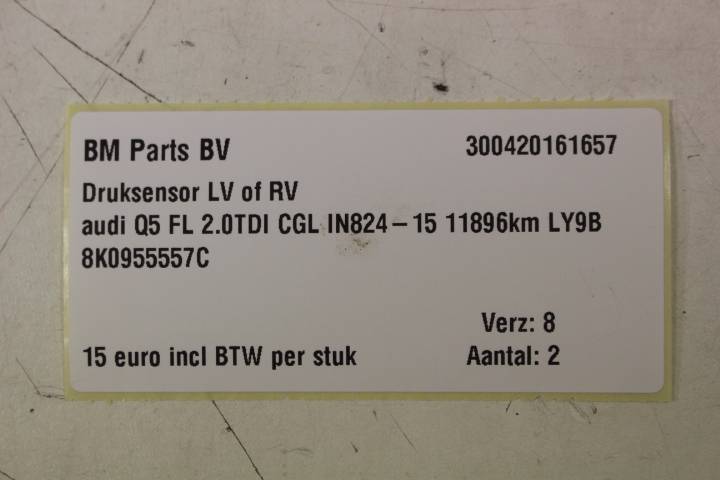 BM Parts BV 300420161657
Druksensor LV of RV
audi Q5 FL 2.0TDI CGL IN824-15 11896km LY9B
8K0955557C
Verz: 8
15 euro incl BTW per stuk Aantal: 2